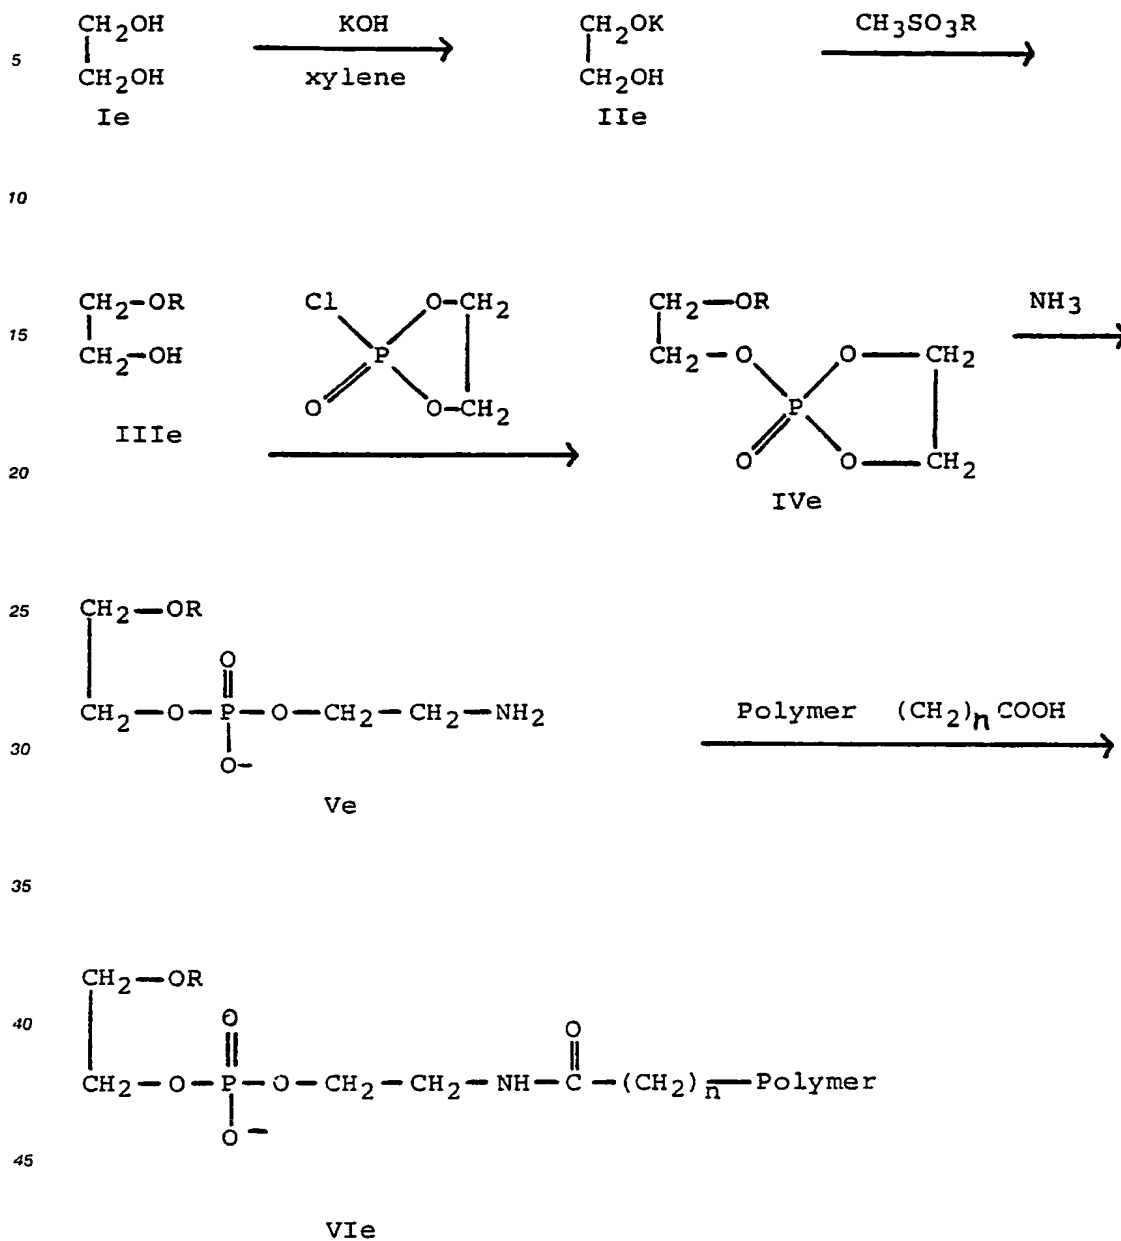 CH2OH KOH CH2OK CH3SO3R
5
CH2OH xylene CH2OH
Ie IIe
10
CH2-OR Cl O-CH2 CH2-OR NH3
15
CH2-OH P CH2-O O CH2
O O-CH2 P
IIIe
20 O O CH2
IVe
25 CH2-OR
O
CH2-O-P-O-CH2-CH2-NH2 Polymer (CH2)nCOOH
30
O-
Ve
35
CH2-OR
40 O O
CH2-O-P-O-CH2-CH2-NH-C-(CH2)n-Polymer
O-
45
VIe